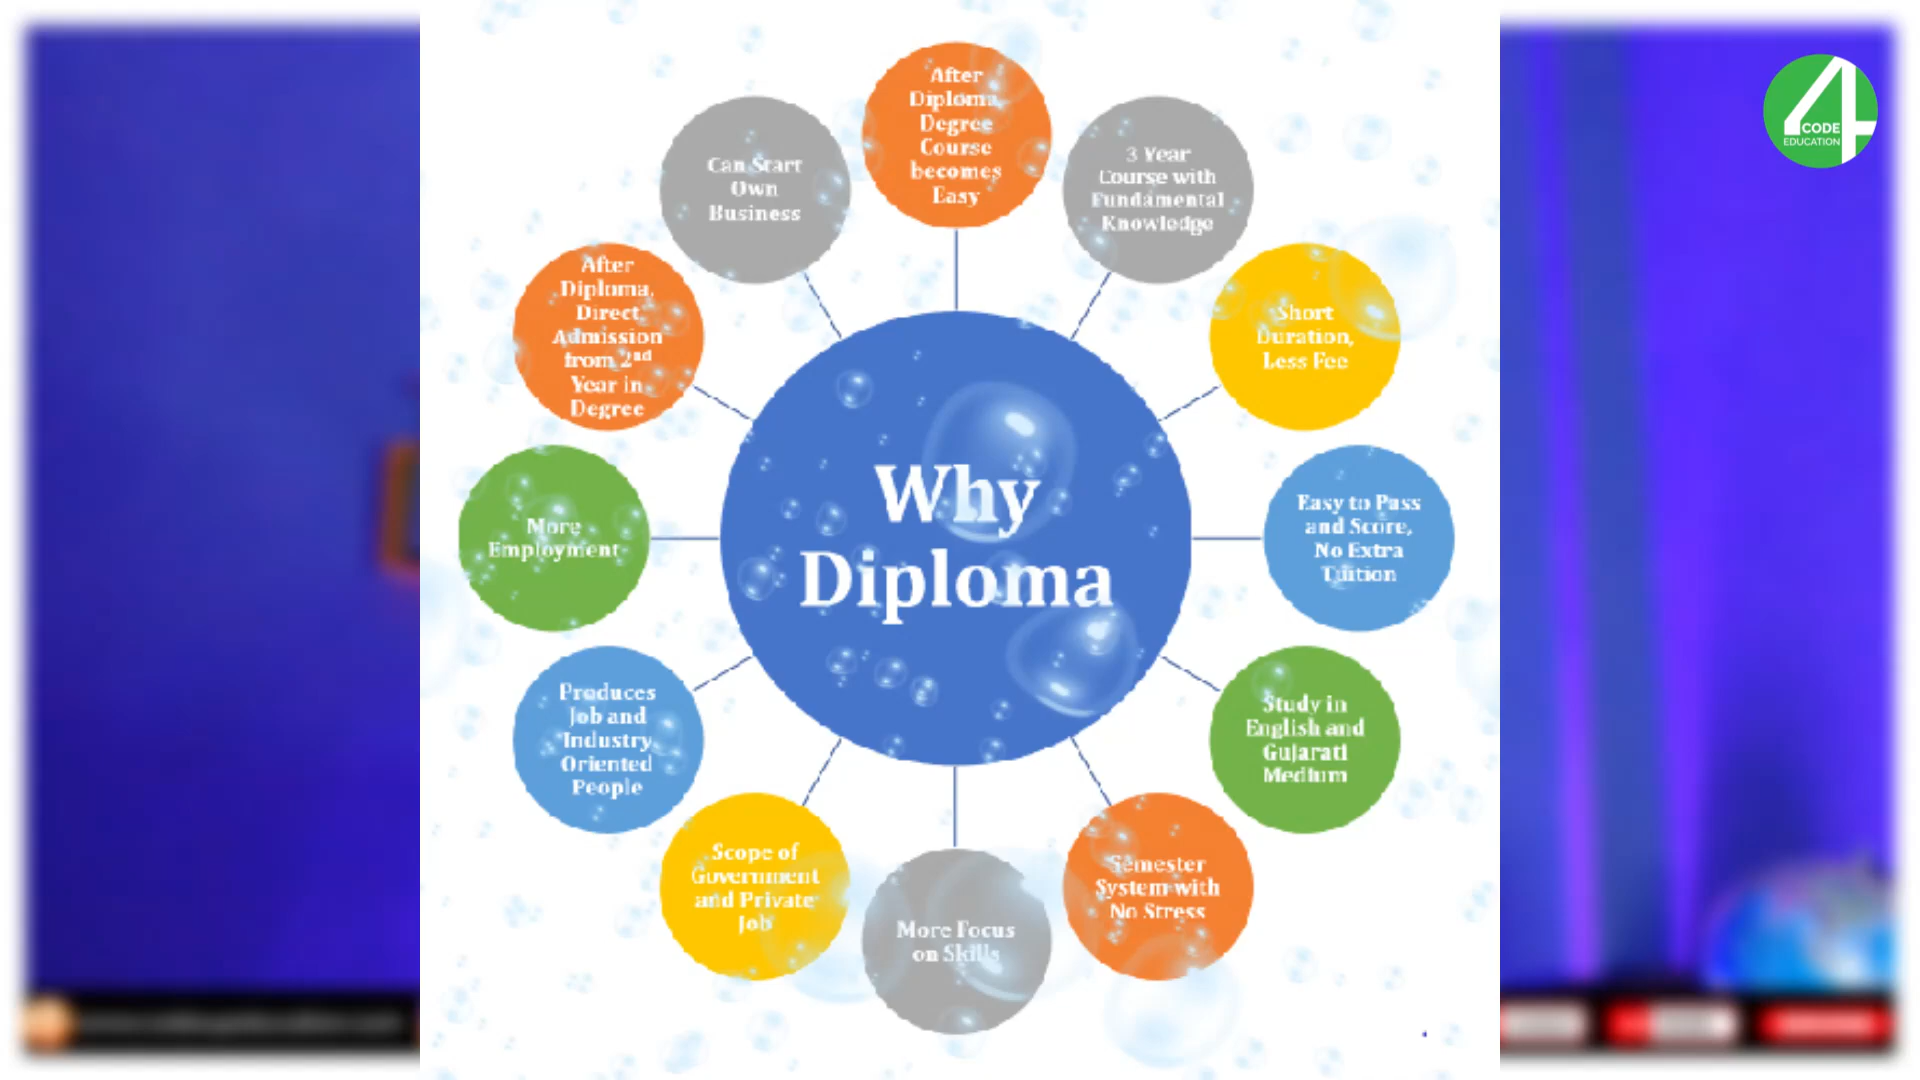 After
Diploma,
Degree
Course
becomes
Easy
3 Year
Course with
Fundamental
Knowledge
Short
Duration,
Less Fee
Easy to Pass
and Score,
No Extra
Tuition
Study in
English and
Gujarati
Medium
Semester
System with
No Stress
More Focus
on Skills
Scope of
Government
and Private
Job
Produces
Job and
Industry
Oriented
People
More
Employment
After
Diploma,
Direct
Admission
from 2nd
Year in
Degree
Can Start
Own
Business
Why
Diploma
4
CODE
EDUCATION